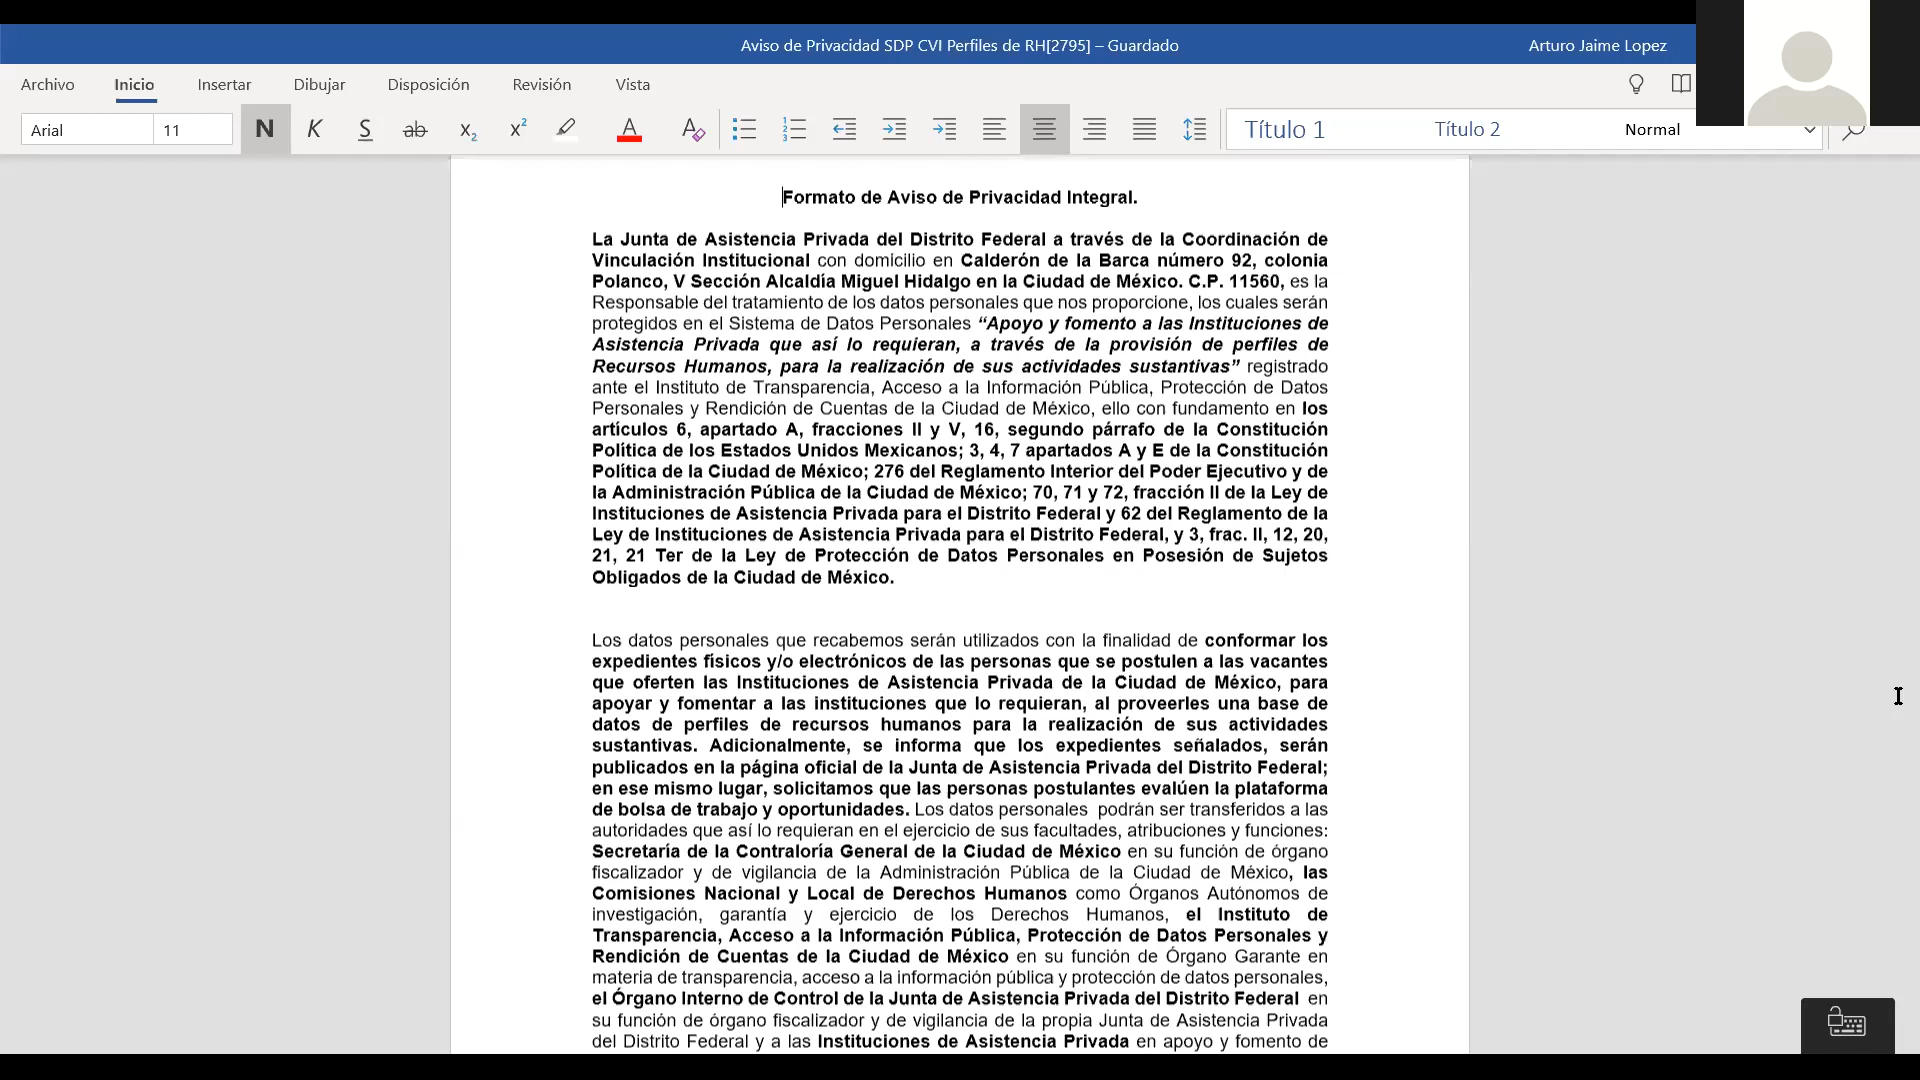 Aviso de Privacidad SDP CVI Perfiles de RH[2795] – Guardado
Arturo Jaime Lopez
Archivo Inicio Insertar Dibujar Disposición Revisión Vista
Arial 11 N K S ab x2 x2 A A Título 1 Título 2 Normal
Formato de Aviso de Privacidad Integral.
La Junta de Asistencia Privada del Distrito Federal a través de la Coordinación de
Vinculación Institucional con domicilio en Calderón de la Barca número 92, colonia
Polanco, V Sección Alcaldía Miguel Hidalgo en la Ciudad de México. C.P. 11560, es la
Responsable del tratamiento de los datos personales que nos proporcione, los cuales serán
protegidos en el Sistema de Datos Personales “Apoyo y fomento a las Instituciones de
Asistencia Privada que así lo requieran, a través de la provisión de perfiles de
Recursos Humanos, para la realización de sus actividades sustantivas” registrado
ante el Instituto de Transparencia, Acceso a la Información Pública, Protección de Datos
Personales y Rendición de Cuentas de la Ciudad de México, ello con fundamento en los
artículos 6, apartado A, fracciones II y V, 16, segundo párrafo de la Constitución
Política de los Estados Unidos Mexicanos; 3, 4, 7 apartados A y E de la Constitución
Política de la Ciudad de México; 276 del Reglamento Interior del Poder Ejecutivo y de
la Administración Pública de la Ciudad de México; 70, 71 y 72, fracción II de la Ley de
Instituciones de Asistencia Privada para el Distrito Federal y 62 del Reglamento de la
Ley de Instituciones de Asistencia Privada para el Distrito Federal, y 3, frac. II, 12, 20,
21, 21 Ter de la Ley de Protección de Datos Personales en Posesión de Sujetos
Obligados de la Ciudad de México.
Los datos personales que recabemos serán utilizados con la finalidad de conformar los
expedientes físicos y/o electrónicos de las personas que se postulen a las vacantes
que oferten las Instituciones de Asistencia Privada de la Ciudad de México, para
apoyar y fomentar a las instituciones que lo requieran, al proveerles una base de
datos de perfiles de recursos humanos para la realización de sus actividades
sustantivas. Adicionalmente, se informa que los expedientes señalados, serán
publicados en la página oficial de la Junta de Asistencia Privada del Distrito Federal;
en ese mismo lugar, solicitamos que las personas postulantes evalúen la plataforma
de bolsa de trabajo y oportunidades. Los datos personales podrán ser transferidos a las
autoridades que así lo requieran en el ejercicio de sus facultades, atribuciones y funciones:
Secretaría de la Contraloría General de la Ciudad de México en su función de órgano
fiscalizador y de vigilancia de la Administración Pública de la Ciudad de México, las
Comisiones Nacional y Local de Derechos Humanos como Órganos Autónomos de
investigación, garantía y ejercicio de los Derechos Humanos, el Instituto de
Transparencia, Acceso a la Información Pública, Protección de Datos Personales y
Rendición de Cuentas de la Ciudad de México en su función de Órgano Garante en
materia de transparencia, acceso a la información pública y protección de datos personales,
el Órgano Interno de Control de la Junta de Asistencia Privada del Distrito Federal en
su función de órgano fiscalizador y de vigilancia de la propia Junta de Asistencia Privada
del Distrito Federal y a las Instituciones de Asistencia Privada en apoyo y fomento de